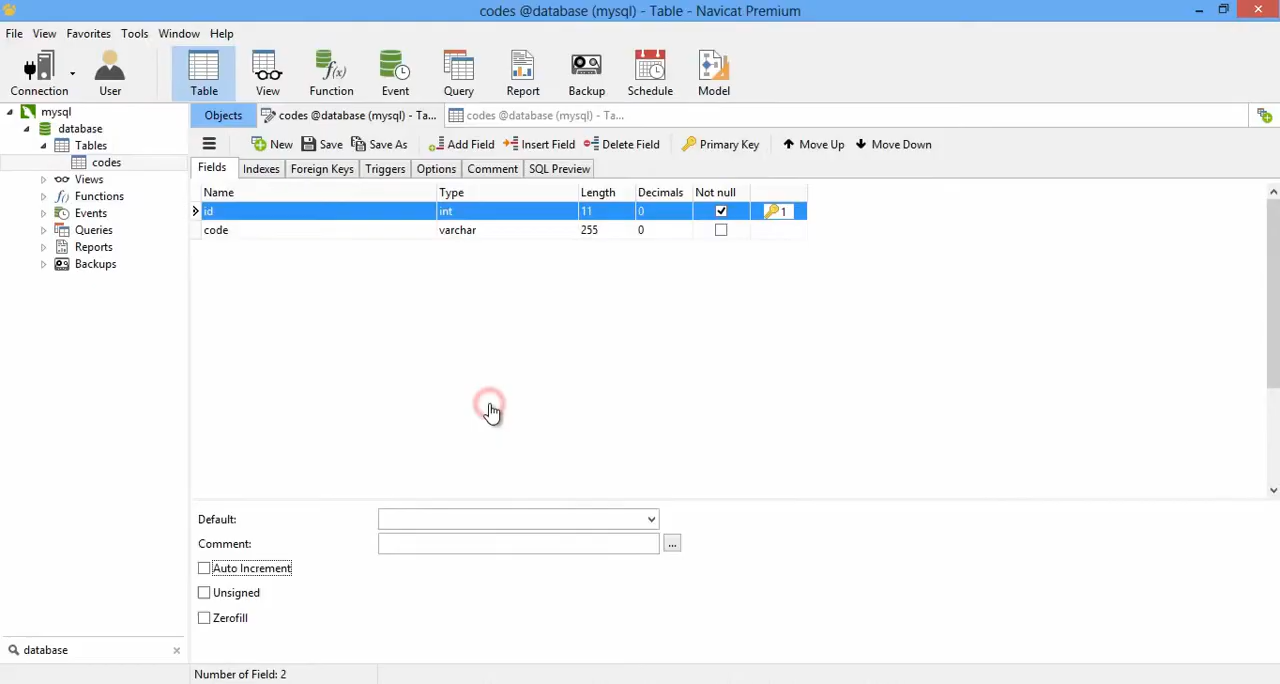 codes @database (mysql) - Table - Navicat Premium
File View Favorites Tools Window Help
Connection User Table View Function Event Query Report Backup Schedule Model
mysql
database
Tables
codes
Views
Functions
Events
Queries
Reports
Backups
database
Objects codes @database (mysql) - Ta... codes @database (mysql) - Ta...
New Save Save As Add Field Insert Field Delete Field Primary Key Move Up Move Down
Fields Indexes Foreign Keys Triggers Options Comment SQL Preview
Name Type Length Decimals Not null
id int 11 0 1
code varchar 255 0
Default:
Comment: ...
Auto Increment
Unsigned
Zerofill
Number of Field: 2